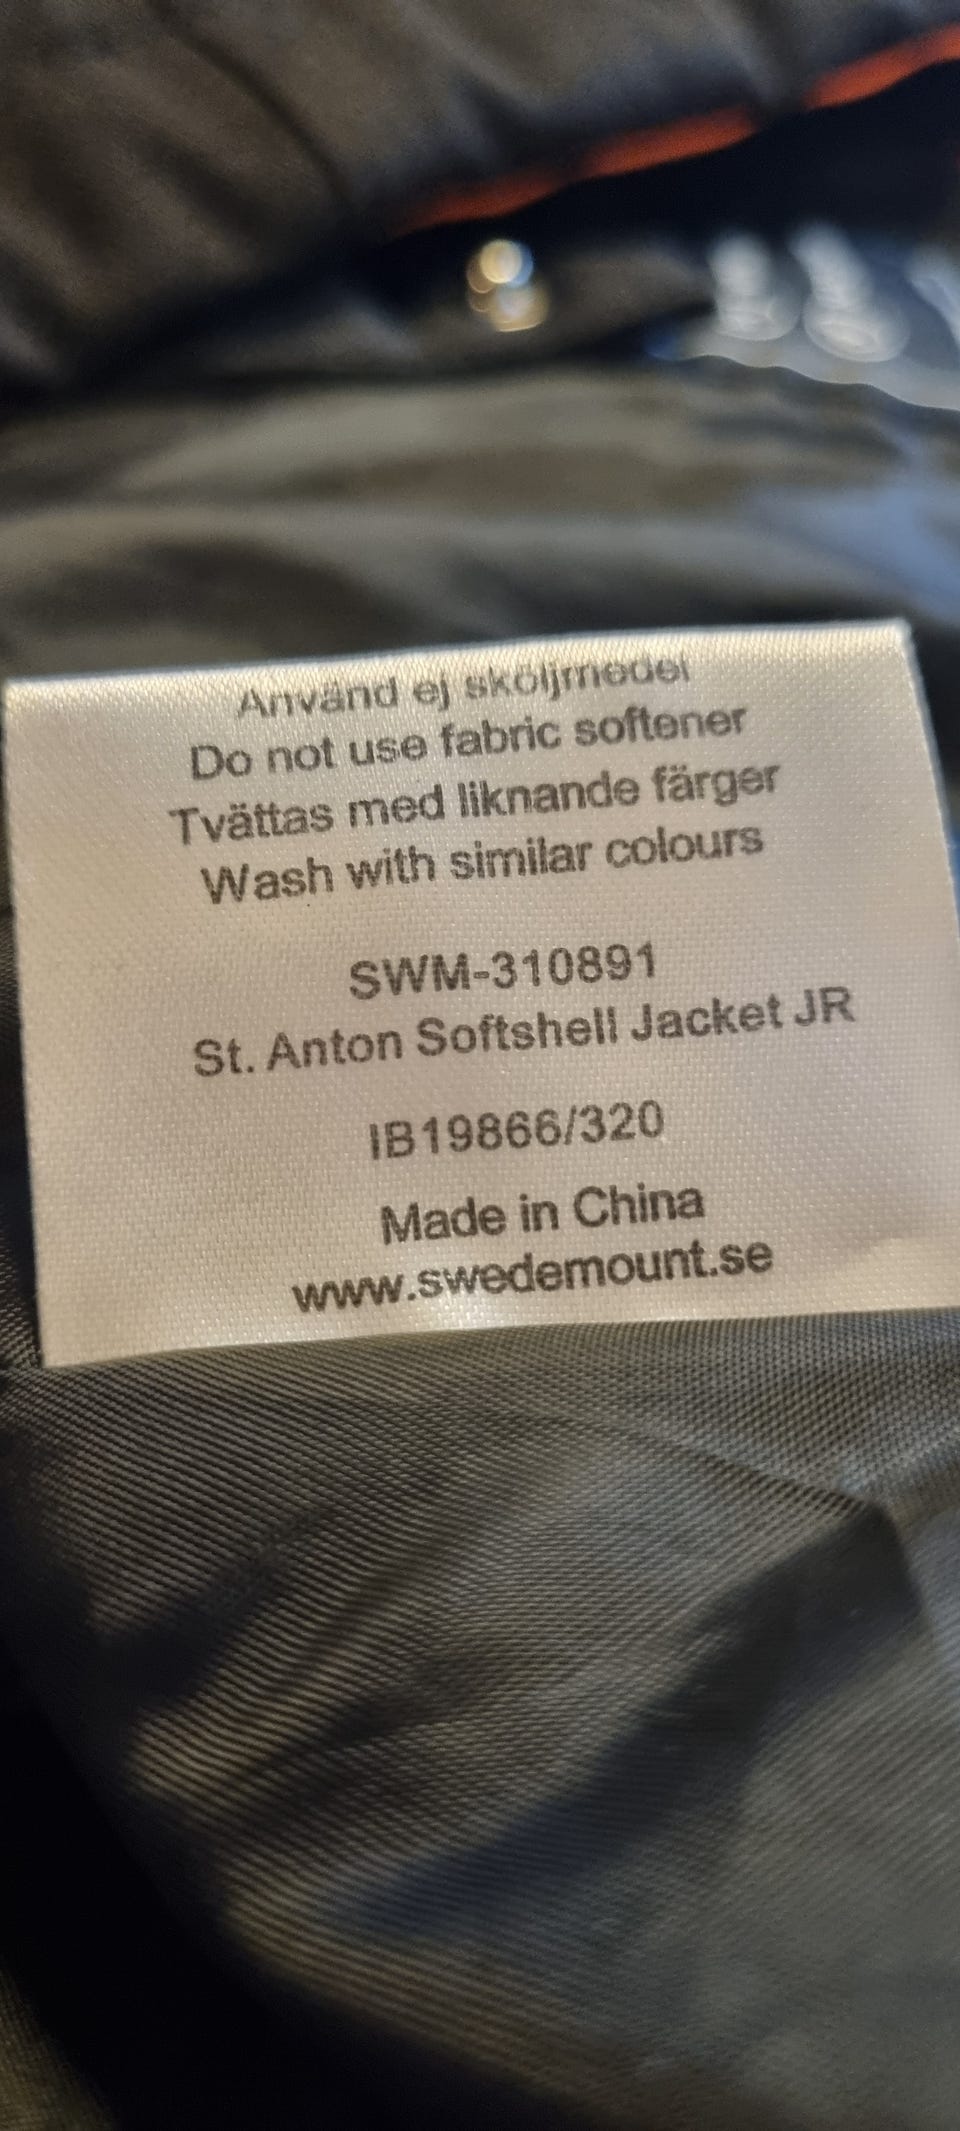 Använd ej sköljmedel
Do not use fabric softener
Tvättas med liknande färger
Wash with similar colours
SWM-310891
St. Anton Softshell Jacket JR
IB19866/320
Made in China
www.swedemount.se